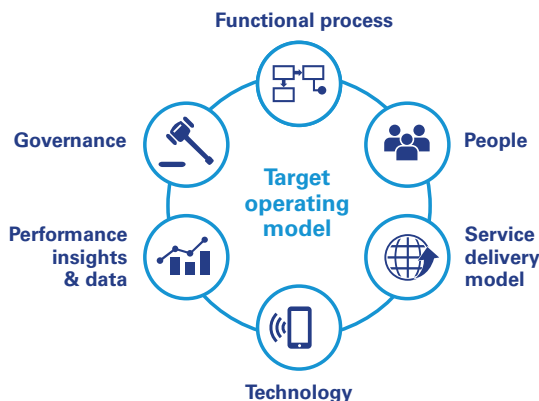 Functional process
Governance
People
Target
operating
model
Performance
insights
& data
Service
delivery
model
Technology